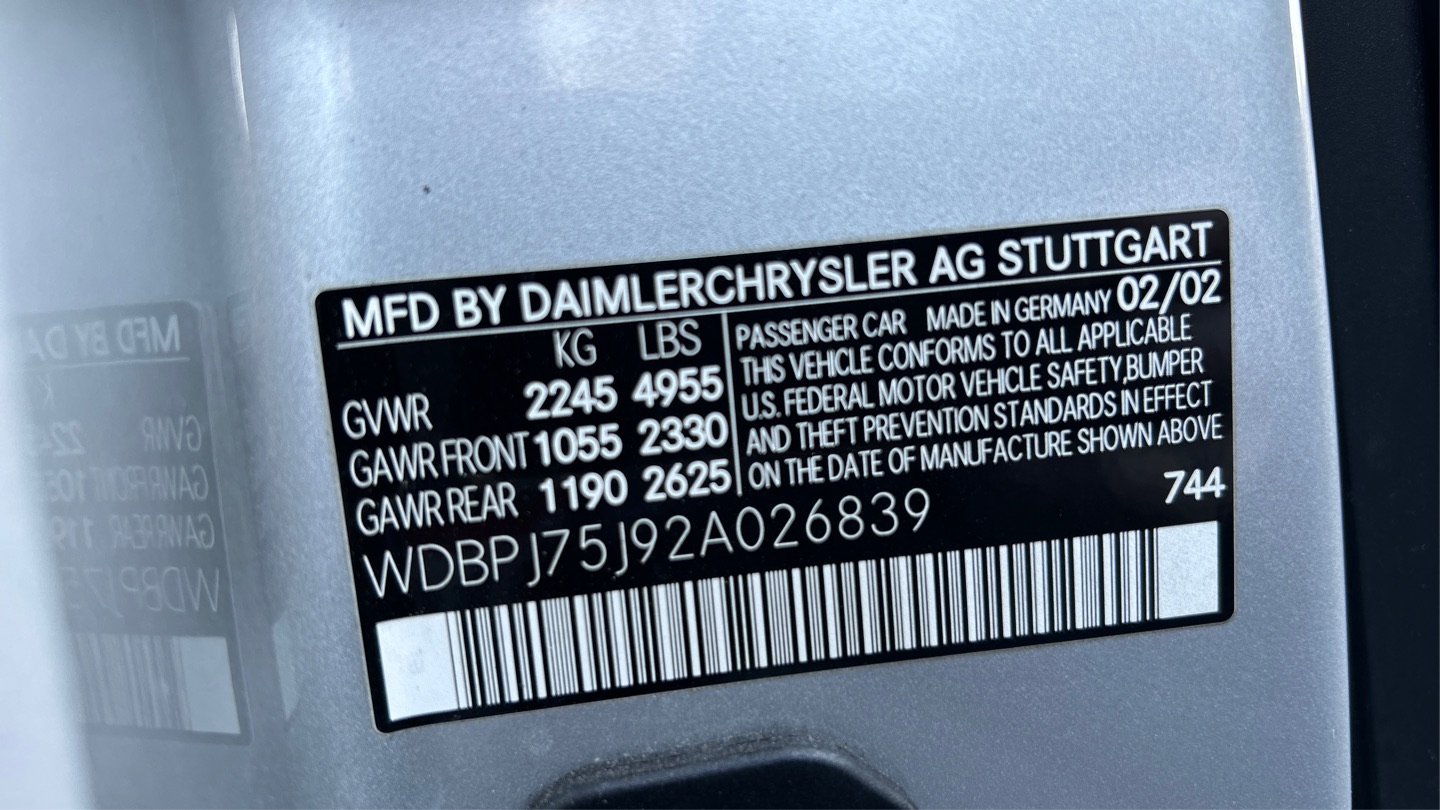 MFD BY DAIMLERCHRYSLER AG STUTTGART
KG LBS
GVWR 2245 4955
GAWR FRONT 1055 2330
GAWR REAR 1190 2625
PASSENGER CAR MADE IN GERMANY 02/02
THIS VEHICLE CONFORMS TO ALL APPLICABLE
U.S. FEDERAL MOTOR VEHICLE SAFETY, BUMPER
AND THEFT PREVENTION STANDARDS IN EFFECT
ON THE DATE OF MANUFACTURE SHOWN ABOVE
744
WDBPJ75J92A026839